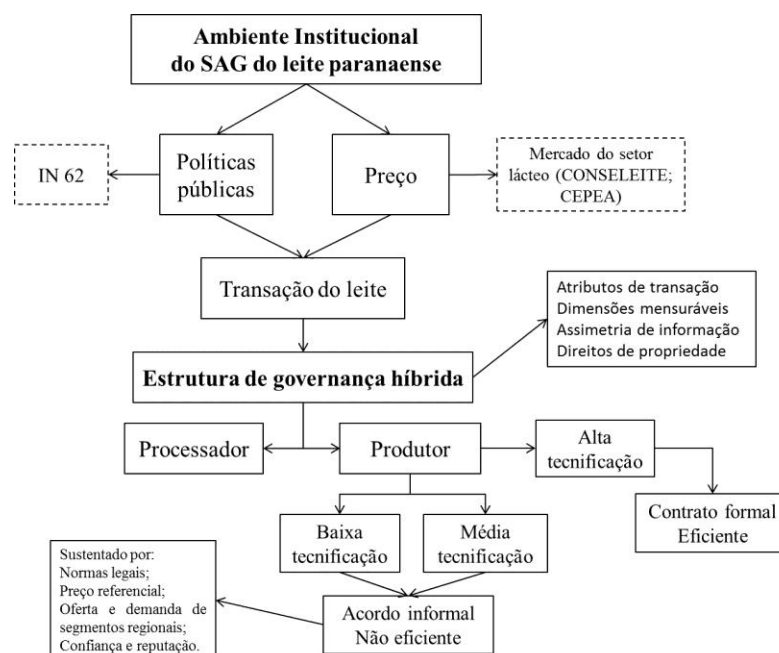 Ambiente Institucional
do SAG do leite paranaense
IN 62
Políticas
públicas
Preço
Mercado do setor
lácteo (CONSELEITE;
CEPEA)
Transação do leite
Atributos de transação
Dimensões mensuráveis
Assimetria de informação
Direitos de propriedade
Estrutura de governança híbrida
Processador
Produtor
Alta
tecnificação
Baixa
tecnificação
Média
tecnificação
Contrato formal
Eficiente
Sustentado por:
Normas legais;
Preço referencial;
Oferta e demanda de
segmentos regionais;
Confiança e reputação.
Acordo informal
Não eficiente